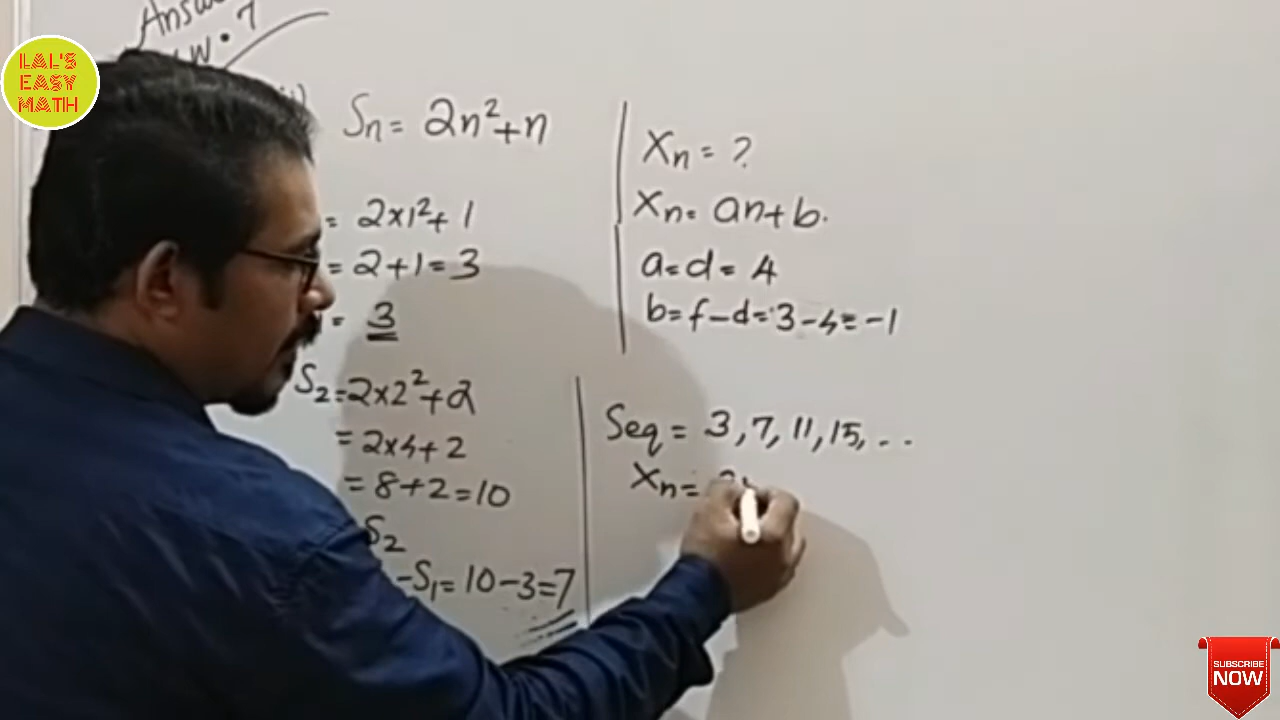 LAL'S
EASY
MATH
Answ
W. 7
Sn = 2n²+n
= 2×1²+ 1
= 2+1 = 3
= 3
S2 = 2×2²+2
= 2×4+2
= 8+2=10
S2
-S1 = 10-3=7
Xn = ?
Xn = an+b.
a=d= 4
b=f-d= 3-4= -1
Seq = 3,7, 11, 15, ...
Xn =
SUBSCRIBE
NOW